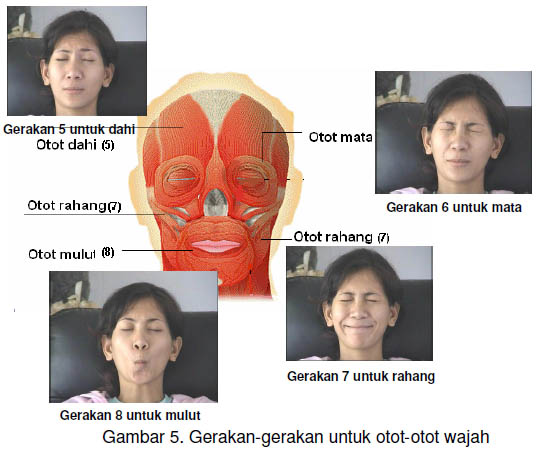 Gerakan 5 untuk dahi
Otot dahi (5)
Otot mata
Gerakan 6 untuk mata
Otot rahang(7)
Otot rahang (7)
Otot mulut (8)
Gerakan 7 untuk rahang
Gerakan 8 untuk mulut
Gambar 5. Gerakan-gerakan untuk otot-otot wajah